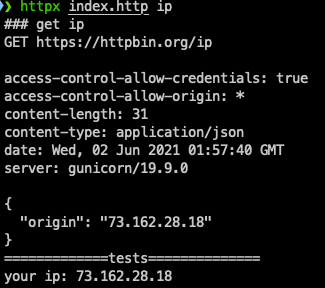 ❯ httpx index.http ip
### get ip
GET https://httpbin.org/ip

access-control-allow-credentials: true
access-control-allow-origin: *
content-length: 31
content-type: application/json
date: Wed, 02 Jun 2021 01:57:40 GMT
server: gunicorn/19.9.0

{
  "origin": "73.162.28.18"
}
=============tests==============
your ip: 73.162.28.18